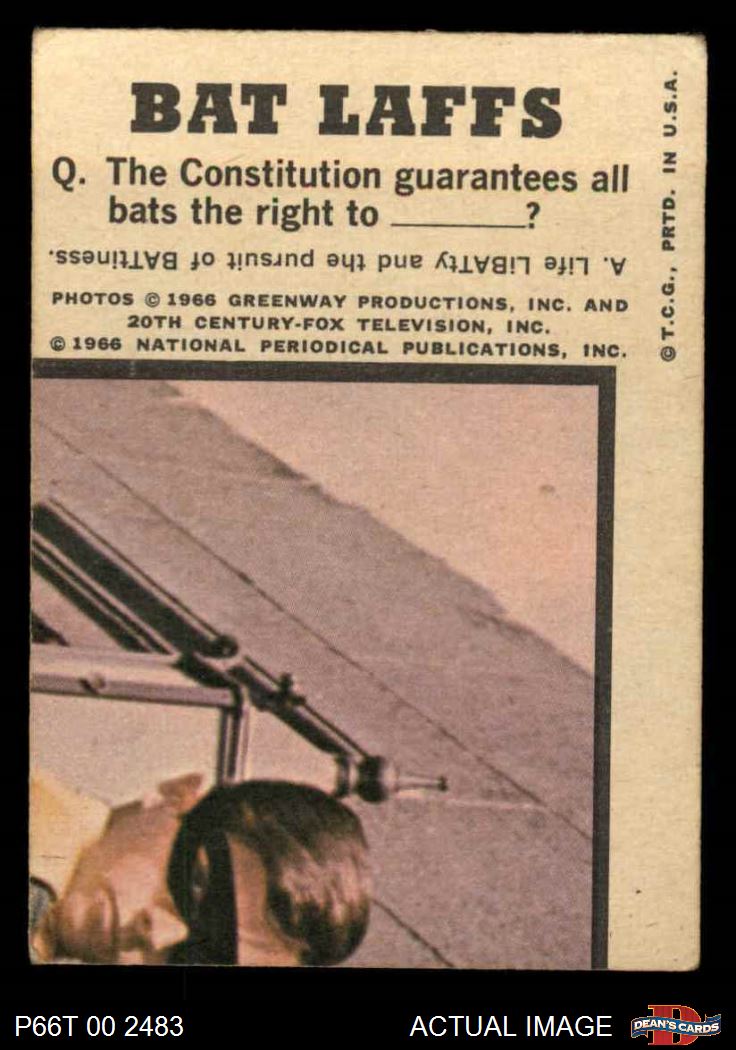 BAT LAFFS
Q. The Constitution guarantees all
bats the right to ________?
A. Life LiBATty and the pursuit of BATtiness.
PHOTOS © 1966 GREENWAY PRODUCTIONS, INC. AND
20TH CENTURY-FOX TELEVISION, INC.
© 1966 NATIONAL PERIODICAL PUBLICATIONS, INC.
© T.C.G., PRTD. IN U.S.A.
P66T 00 2483
ACTUAL IMAGE
D
DEAN'S CARDS